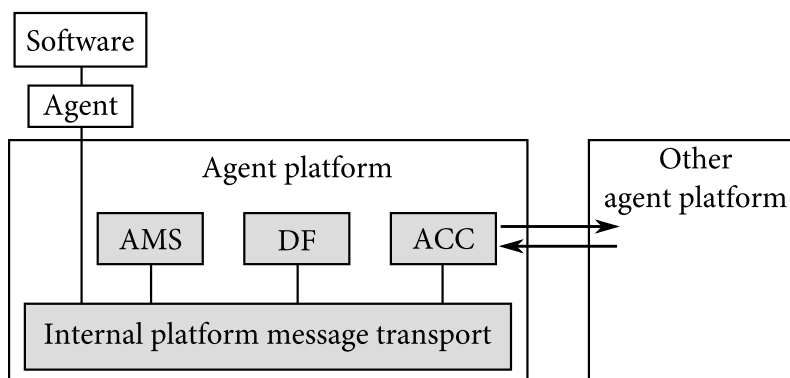 Software
Agent
Agent platform
Other
agent platform
AMS
DF
ACC
Internal platform message transport